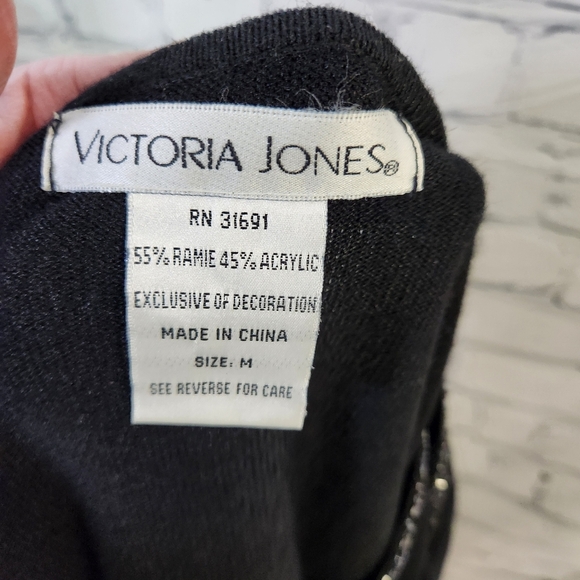 VICTORIA JONES®
RN 31691
55% RAMIE 45% ACRYLIC
EXCLUSIVE OF DECORATION
MADE IN CHINA
SIZE: M
SEE REVERSE FOR CARE